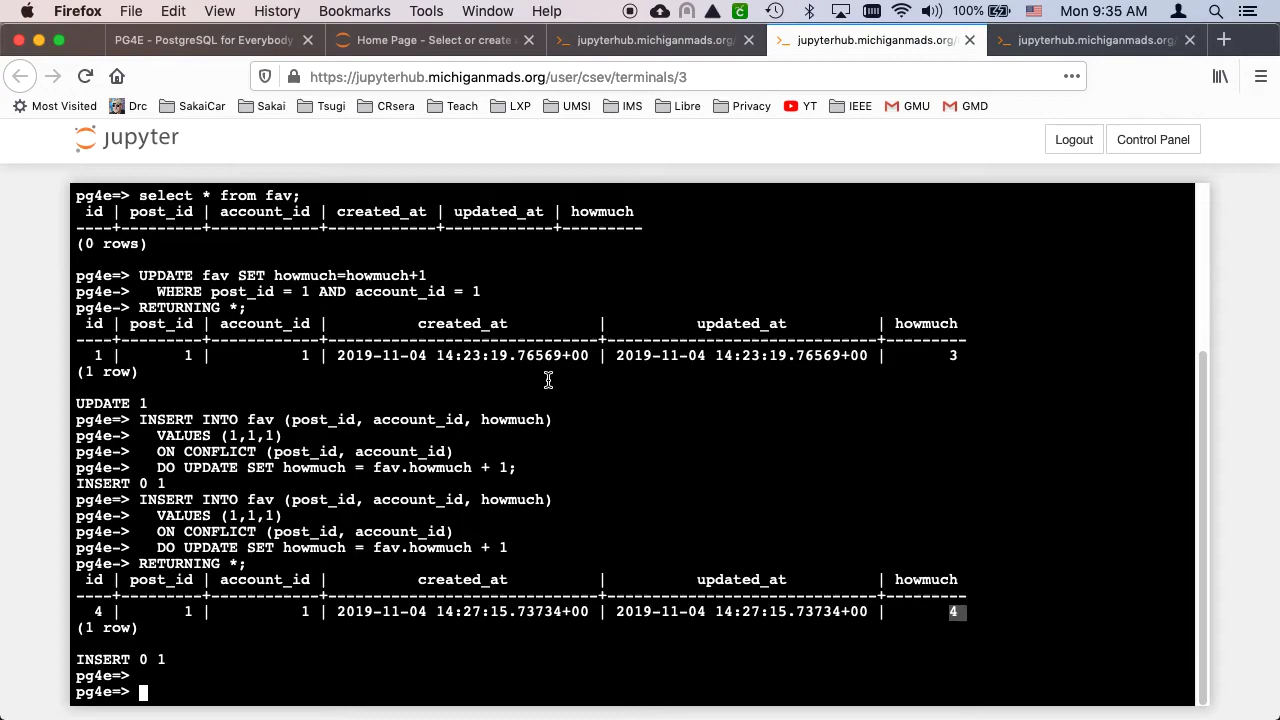 Firefox File Edit View History Bookmarks Tools Window Help 100% Mon 9:35 AM
PG4E - PostgreSQL for Everybody Home Page - Select or create jupyterhub.michiganmads.org/ jupyterhub.michiganmads.org/ jupyterhub.michiganmads.org/
https://jupyterhub.michiganmads.org/user/csev/terminals/3
Most Visited Drc SakaiCar Sakai Tsugi CRsera Teach LXP UMSI IMS Libre Privacy YT IEEE GMU GMD
jupyter Logout Control Panel
pg4e=> select * from fav;
 id | post_id | account_id | created_at | updated_at | howmuch
----+---------+------------+------------+------------+---------
(0 rows)
pg4e=> UPDATE fav SET howmuch=howmuch+1
pg4e->   WHERE post_id = 1 AND account_id = 1
pg4e-> RETURNING *;
 id | post_id | account_id |          created_at           |          updated_at           | howmuch
----+---------+------------+-------------------------------+-------------------------------+---------
  1 |       1 |          1 | 2019-11-04 14:23:19.76569+00 | 2019-11-04 14:23:19.76569+00 |       3
(1 row)
UPDATE 1
pg4e=> INSERT INTO fav (post_id, account_id, howmuch)
pg4e->   VALUES (1,1,1)
pg4e->   ON CONFLICT (post_id, account_id)
pg4e->   DO UPDATE SET howmuch = fav.howmuch + 1;
INSERT 0 1
pg4e=> INSERT INTO fav (post_id, account_id, howmuch)
pg4e->   VALUES (1,1,1)
pg4e->   ON CONFLICT (post_id, account_id)
pg4e->   DO UPDATE SET howmuch = fav.howmuch + 1
pg4e=> RETURNING *;
 id | post_id | account_id |          created_at           |          updated_at           | howmuch
----+---------+------------+-------------------------------+-------------------------------+---------
  4 |       1 |          1 | 2019-11-04 14:27:15.73734+00 | 2019-11-04 14:27:15.73734+00 |       4
(1 row)
INSERT 0 1
pg4e=>
pg4e=>